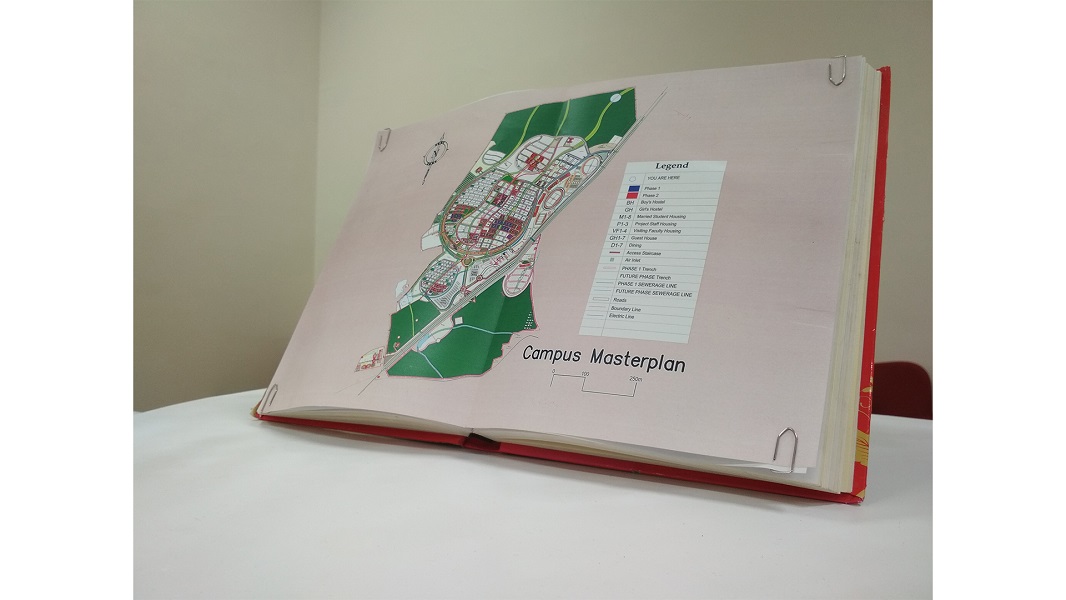 Legend
YOU ARE HERE
Phase 1
Phase 2
BH Boy's Hostel
GH Girl's Hostel
M1-8 Married Student Housing
P1-3 Project Staff Housing
VF1-4 Visiting Faculty Housing
GH1-7 Guest House
D1-7 Dining
Access Staircase
Air Inlet
PHASE 1 Trench
FUTURE PHASE Trench
PHASE 1 SEWERAGE LINE
FUTURE PHASE SEWERAGE LINE
Roads
Boundary Line
Electric Line
Campus Masterplan
0 100 250m